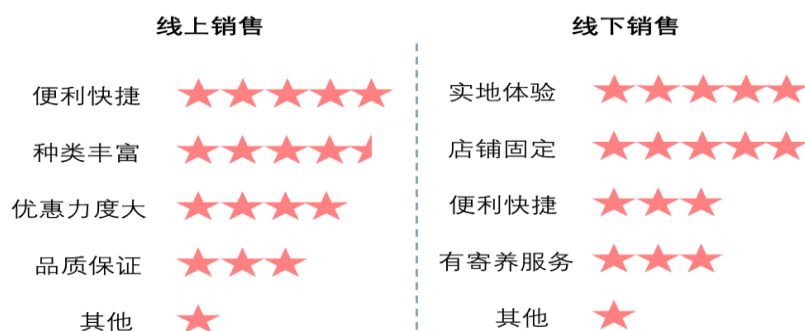 线上销售
便利快捷
种类丰富
优惠力度大
品质保证
其他
线下销售
实地体验
店铺固定
便利快捷
有寄养服务
其他